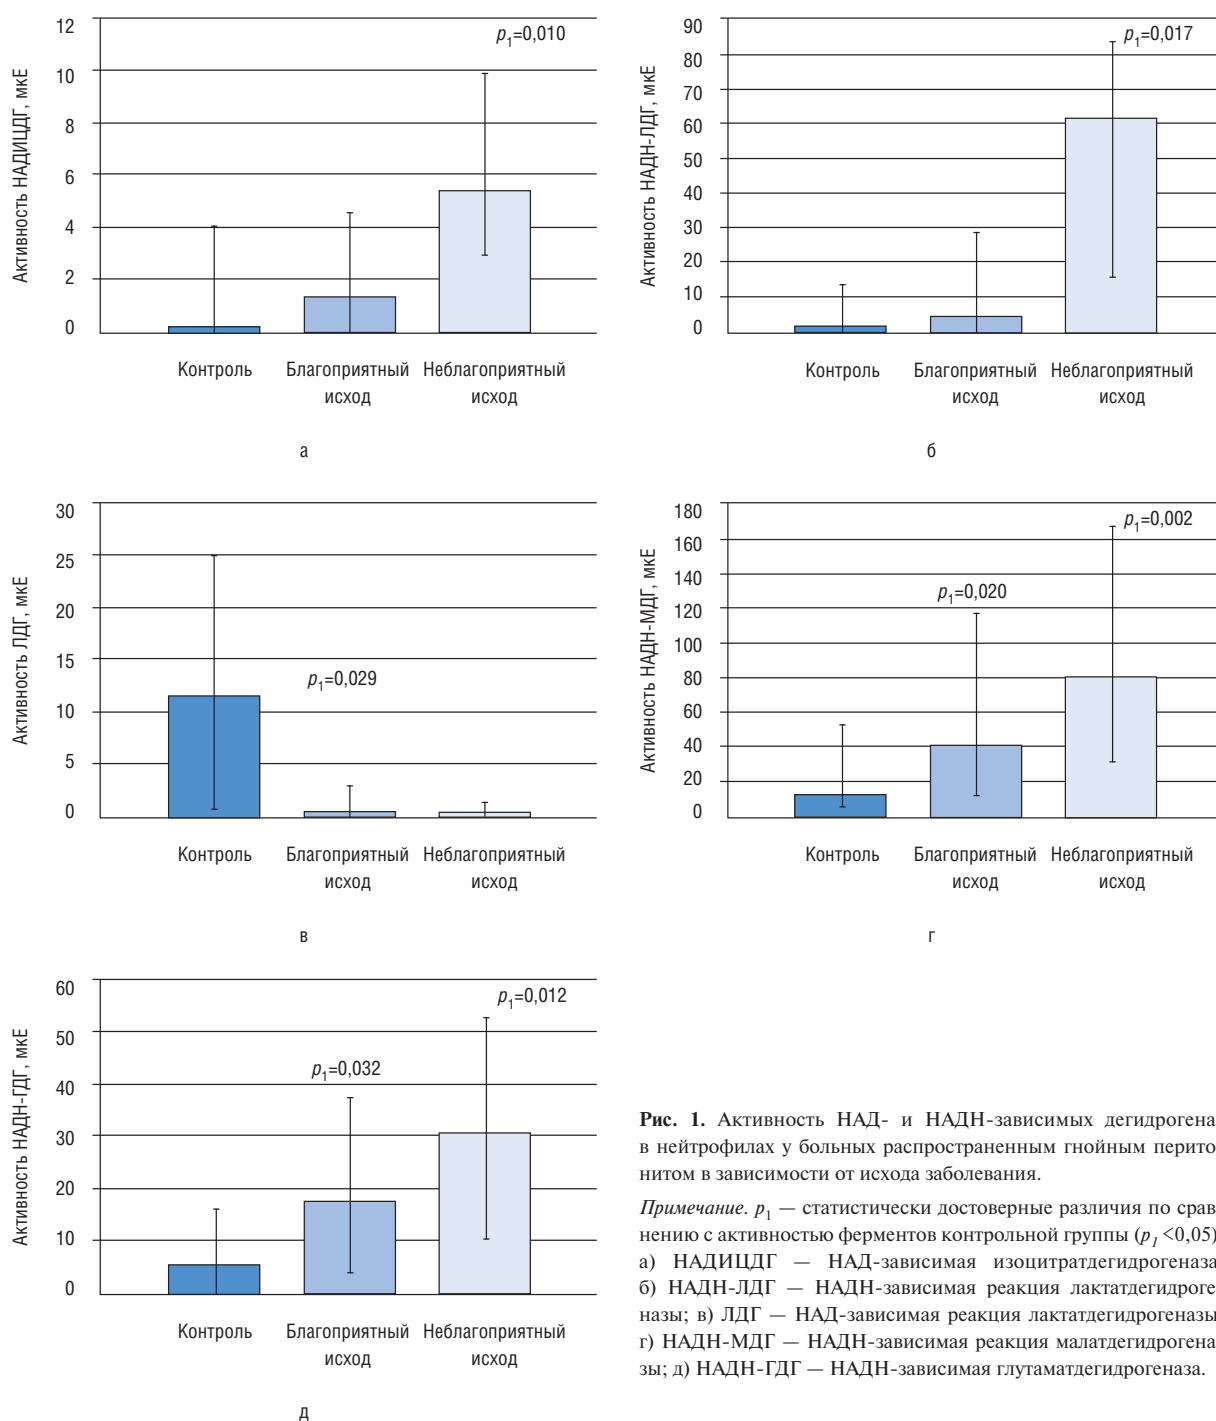 12
10
8
6
4
2
0
Активность НАДИЦДГ, мкЕ
p1=0,010
Контроль
Благоприятный исход
Неблагоприятный исход
а
90
80
70
60
50
40
30
20
10
0
Активность НАДН-ЛДГ, мкЕ
p1=0,017
Контроль
Благоприятный исход
Неблагоприятный исход
б
30
25
20
15
10
5
0
Активность ЛДГ, мкЕ
p1=0,029
Контроль
Благоприятный исход
Неблагоприятный исход
в
180
160
140
120
100
80
60
40
20
0
Активность НАДН-МДГ, мкЕ
p1=0,020
p1=0,002
Контроль
Благоприятный исход
Неблагоприятный исход
г
60
50
40
30
20
10
0
Активность НАДН-ГДГ, мкЕ
p1=0,032
p1=0,012
Контроль
Благоприятный исход
Неблагоприятный исход
д
Рис. 1. Активность НАД- и НАДН-зависимых дегидрогена
в нейтрофилах у больных распространенным гнойным перито
нитом в зависимости от исхода заболевания.
Примечание. p1 — статистически достоверные различия по срав
нению с активностью ферментов контрольной группы (p1<0,05)
а) НАДИЦДГ — НАД-зависимая изоцитратдегидрогеназа
б) НАДН-ЛДГ — НАДН-зависимая реакция лактатдегидроге
назы; в) ЛДГ — НАД-зависимая реакция лактатдегидрогеназы
г) НАДН-МДГ — НАДН-зависимая реакция малатдегидрогена
зы; д) НАДН-ГДГ — НАДН-зависимая глутаматдегидрогеназа.